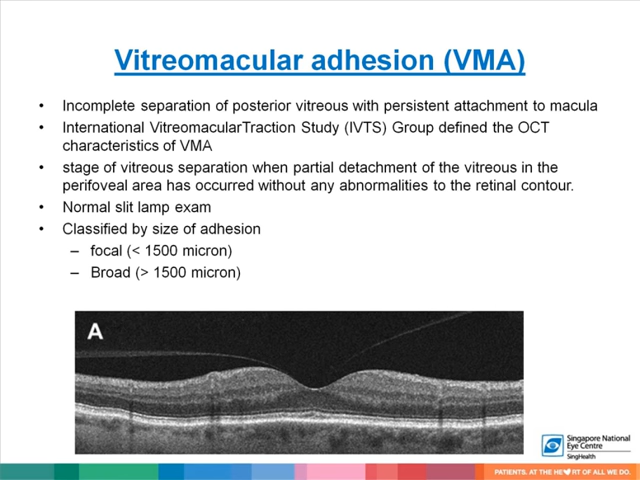 Vitreomacular adhesion (VMA)
• Incomplete separation of posterior vitreous with persistent attachment to macula
• International VitreomacularTraction Study (IVTS) Group defined the OCT
characteristics of VMA
• stage of vitreous separation when partial detachment of the vitreous in the
perifoveal area has occurred without any abnormalities to the retinal contour.
• Normal slit lamp exam
• Classified by size of adhesion
– focal (< 1500 micron)
– Broad (> 1500 micron)
A
Singapore National
Eye Centre
SingHealth
PATIENTS. AT THE HE♥RT OF ALL WE DO.